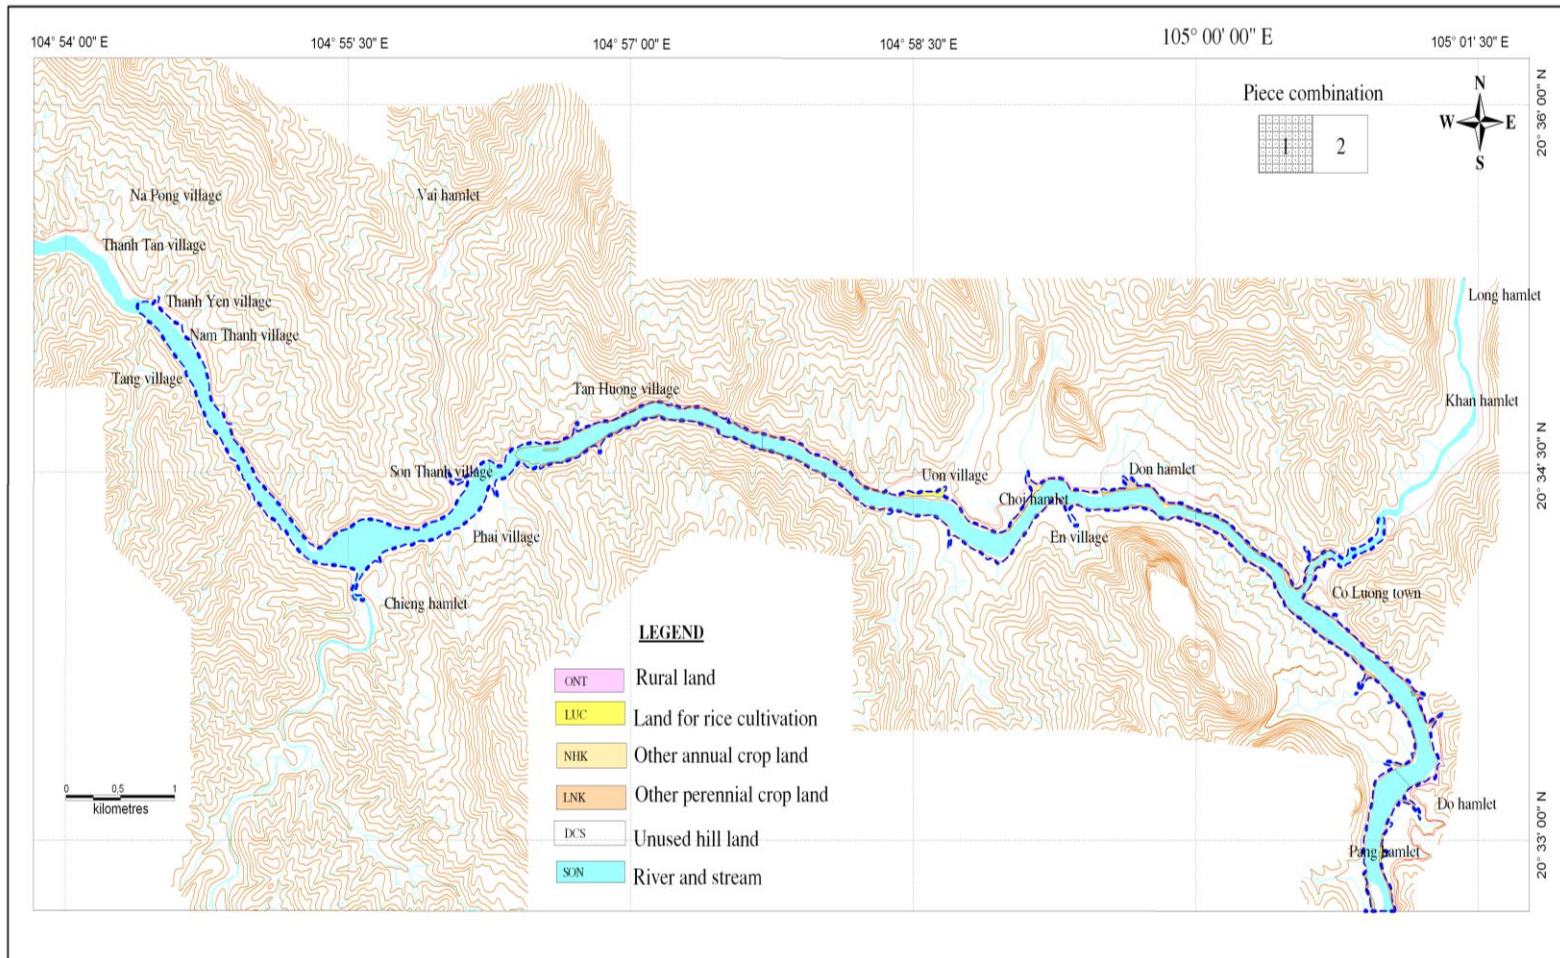 104° 54' 00" E
104° 55' 30" E
104° 57' 00" E
104° 58' 30" E
105° 00' 00" E
105° 01' 30" E
Piece combination
1
2
N
W
E
S
20° 36' 00" N
Na Pong village
Vai hamlet
Thanh Tan village
Thanh Yen village
Long hamlet
Nam Thanh village
Tang village
Tan Huong village
Khan hamlet
20° 34' 30" N
Son Thanh village
Uon village
Don hamlet
Choi hamlet
Phai village
En village
Chieng hamlet
Co Luong town
LEGEND
ONT Rural land
LUC Land for rice cultivation
NHK Other annual crop land
LNK Other perennial crop land
DCS Unused hill land
SON River and stream
0 0,5 1
kilometres
Do hamlet
Pang hamlet
20° 33' 00" N